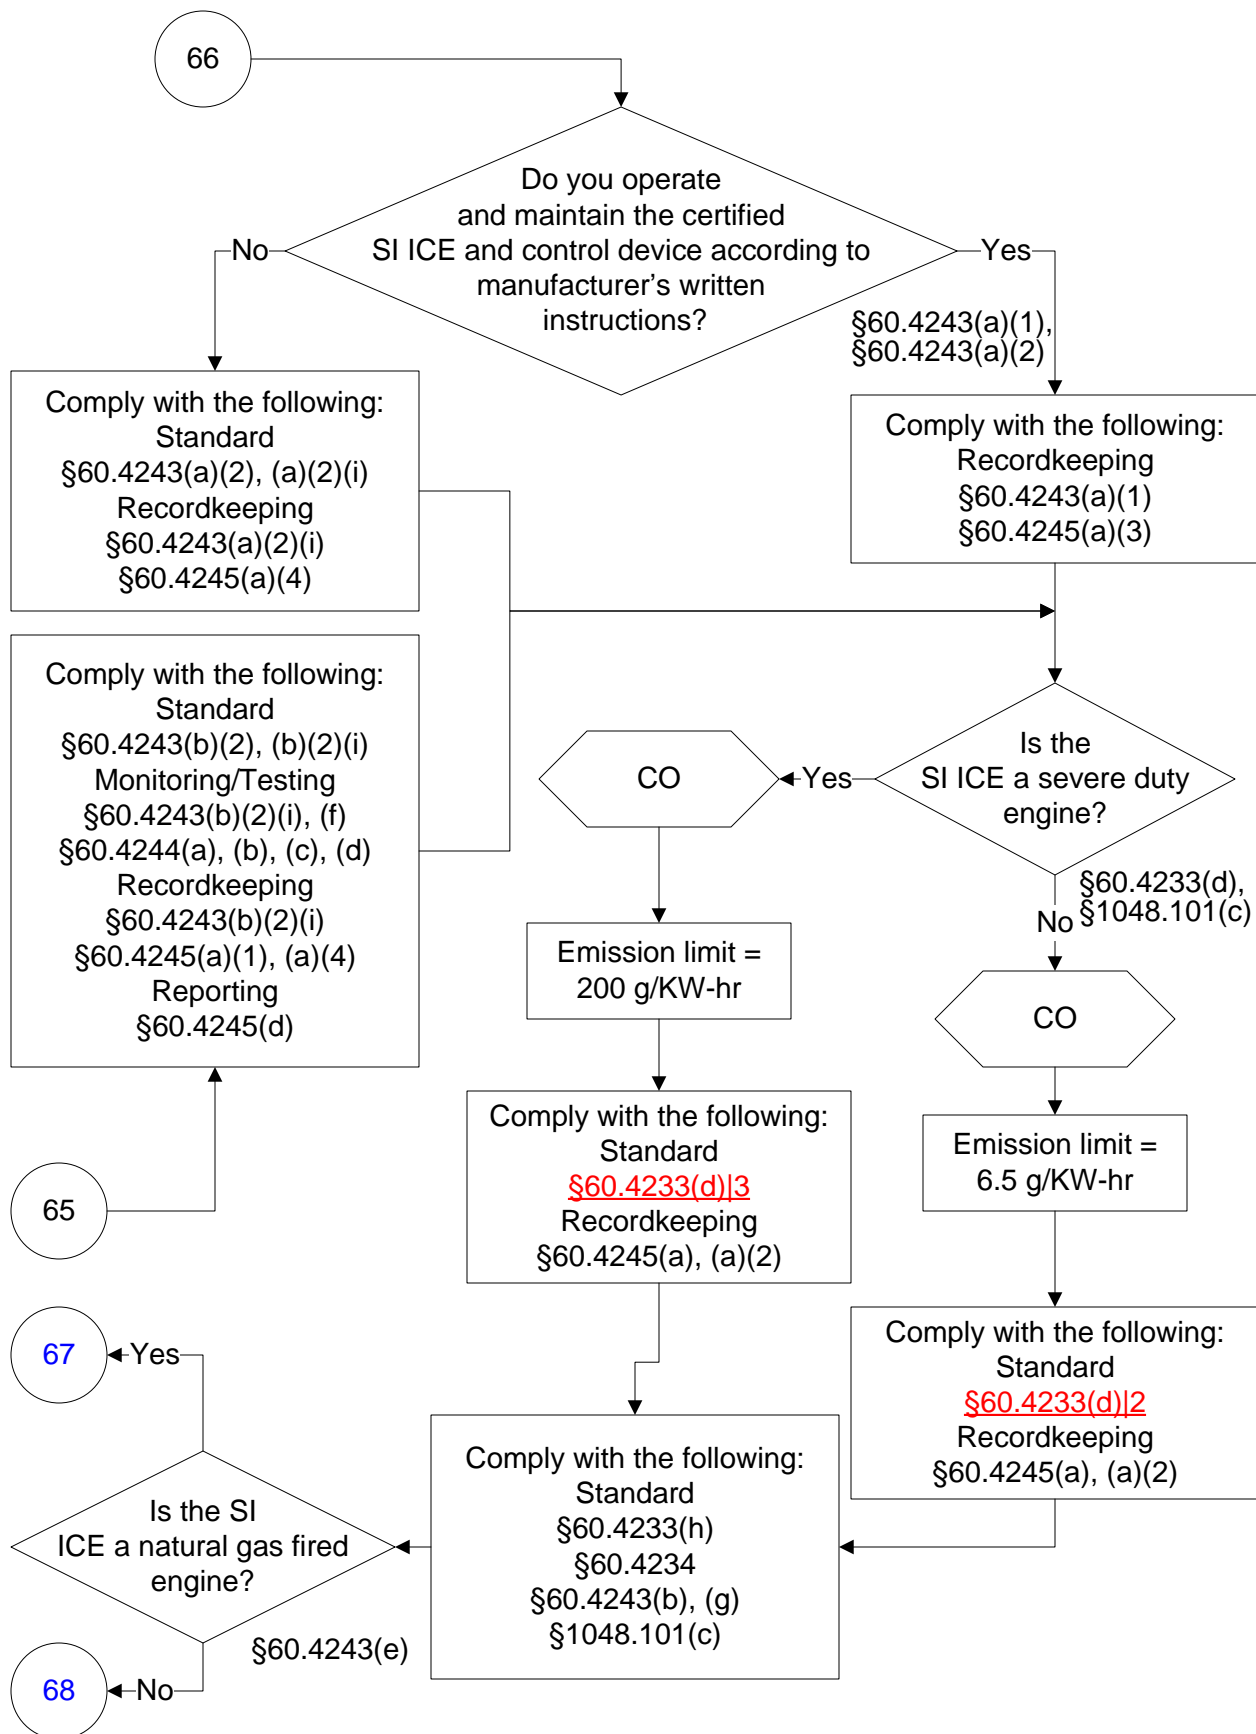 66
Do you operate
and maintain the certified
SI ICE and control device according to
manufacturer's written
instructions?
No
Yes
§60.4243(a)(1),
§60.4243(a)(2)
Comply with the following:
Standard
§60.4243(a)(2), (a)(2)(i)
Recordkeeping
§60.4243(a)(2)(i)
§60.4245(a)(4)
Comply with the following:
Recordkeeping
§60.4243(a)(1)
§60.4245(a)(3)
Comply with the following:
Standard
§60.4243(b)(2), (b)(2)(i)
Monitoring/Testing
§60.4243(b)(2)(i), (f)
§60.4244(a), (b), (c), (d)
Recordkeeping
§60.4243(b)(2)(i)
§60.4245(a)(1), (a)(4)
Reporting
§60.4245(d)
Is the
SI ICE a severe duty
engine?
Yes
CO
§60.4233(d),
§1048.101(c)
No
Emission limit =
200 g/KW-hr
CO
Comply with the following:
Standard
§60.4233(d)|3
Recordkeeping
§60.4245(a), (a)(2)
Emission limit =
6.5 g/KW-hr
65
Comply with the following:
Standard
§60.4233(d)|2
Recordkeeping
§60.4245(a), (a)(2)
67
Yes
Comply with the following:
Standard
§60.4233(h)
§60.4234
§60.4243(b), (g)
§1048.101(c)
Is the SI
ICE a natural gas fired
engine?
§60.4243(e)
No
68